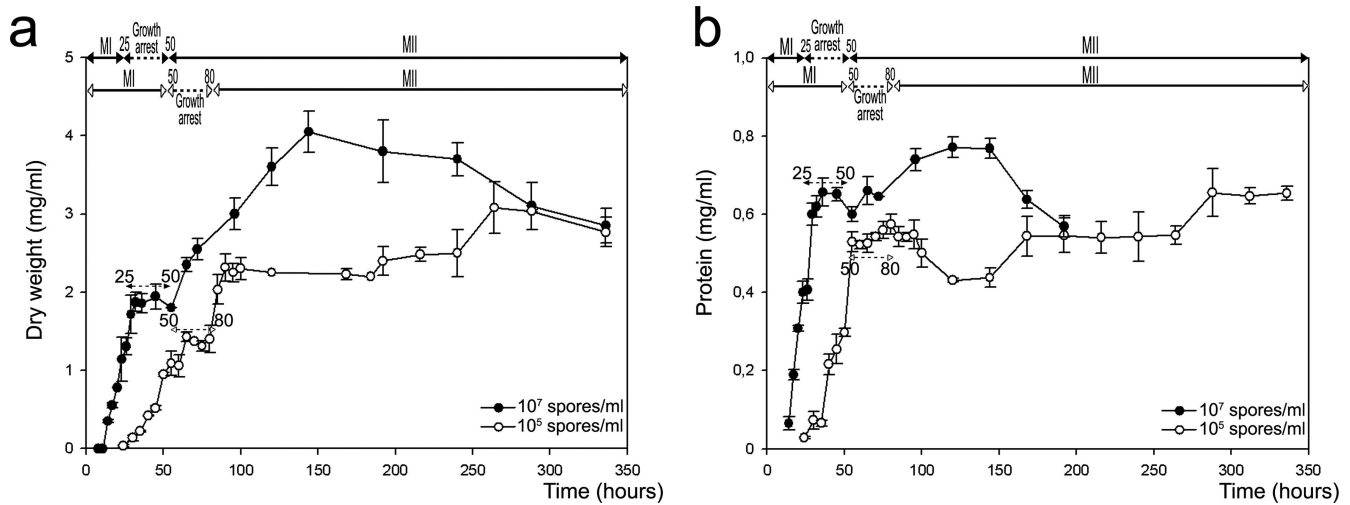 a
MI 25 Growth arrest 50 MII
MI 50 Growth arrest 80 MII
5
4
3
2
1
0
Dry weight (mg/ml)
25 50
50 80
10⁷ spores/ml
10⁵ spores/ml
0 50 100 150 200 250 300 350
Time (hours)
b
MI 25 Growth arrest 50 MII
MI 50 Growth arrest 80 MII
1,0
0,8
0,6
0,4
0,2
0
Protein (mg/ml)
25 50
50 80
10⁷ spores/ml
10⁵ spores/ml
0 50 100 150 200 250 300 350
Time (hours)